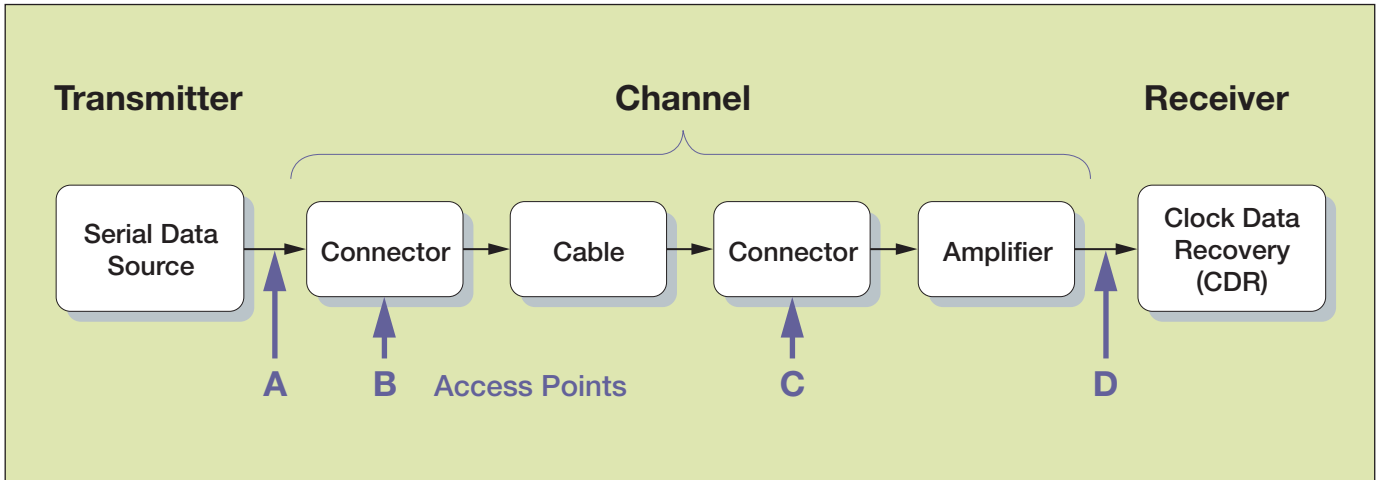 Transmitter
Channel
Receiver
Serial Data
Source
Connector
Cable
Connector
Amplifier
Clock Data
Recovery
(CDR)
A
B
Access Points
C
D